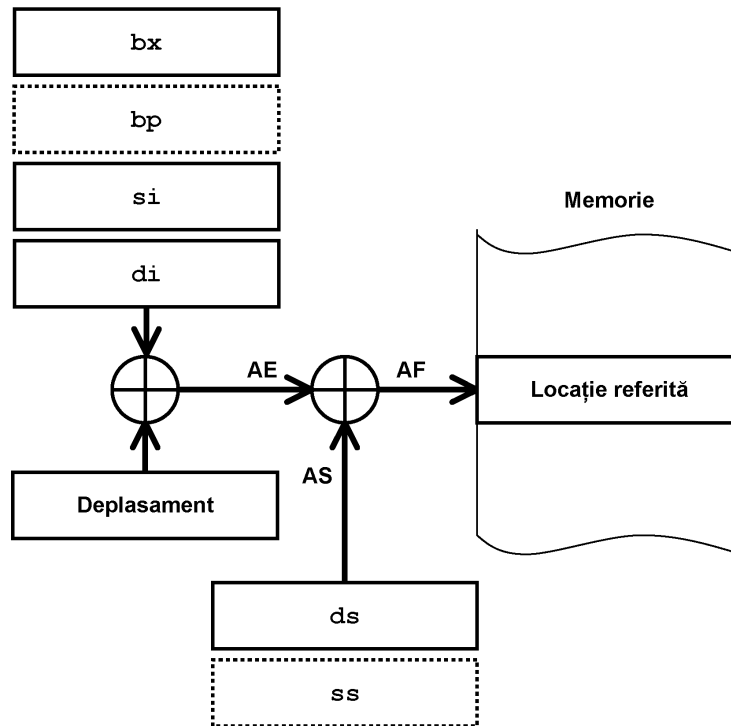 bx
bp
si
di
Memorie
AE
AF
Locație referită
AS
Deplasament
ds
ss